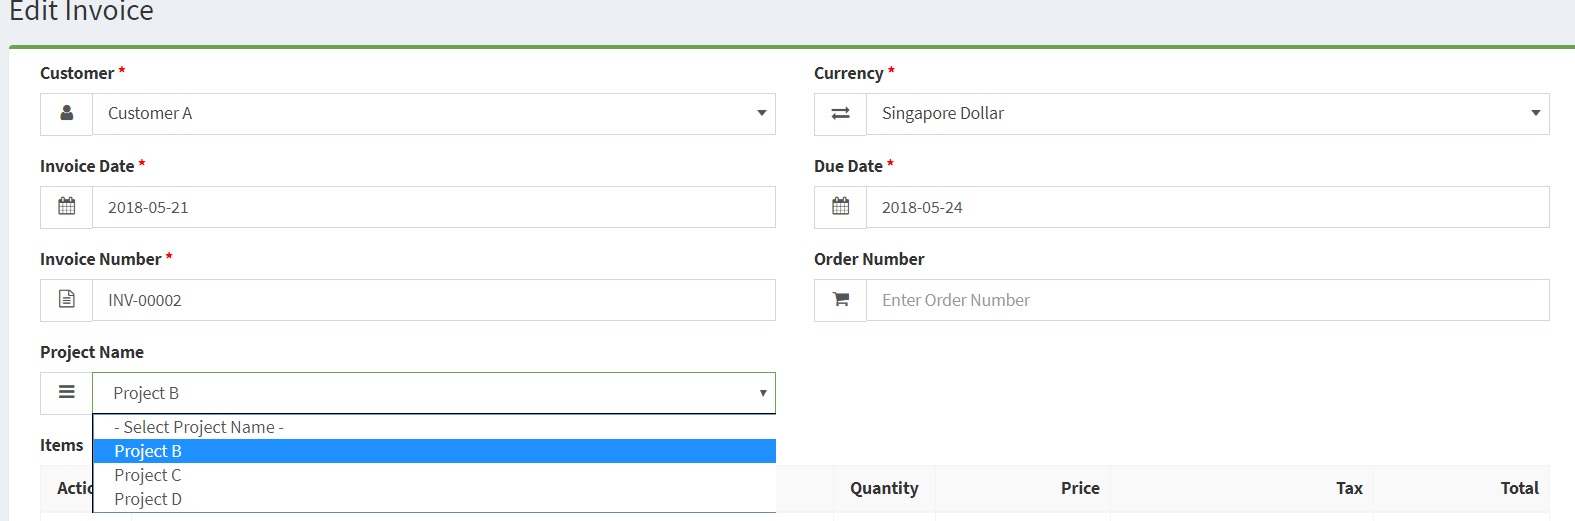 Edit Invoice
Customer *
Currency *
Customer A
Singapore Dollar
Invoice Date *
Due Date *
2018-05-21
2018-05-24
Invoice Number *
Order Number
INV-00002
Enter Order Number
Project Name
Project B
- Select Project Name -
Items
Project B
Project C
Project D
Actio
Quantity
Price
Tax
Total